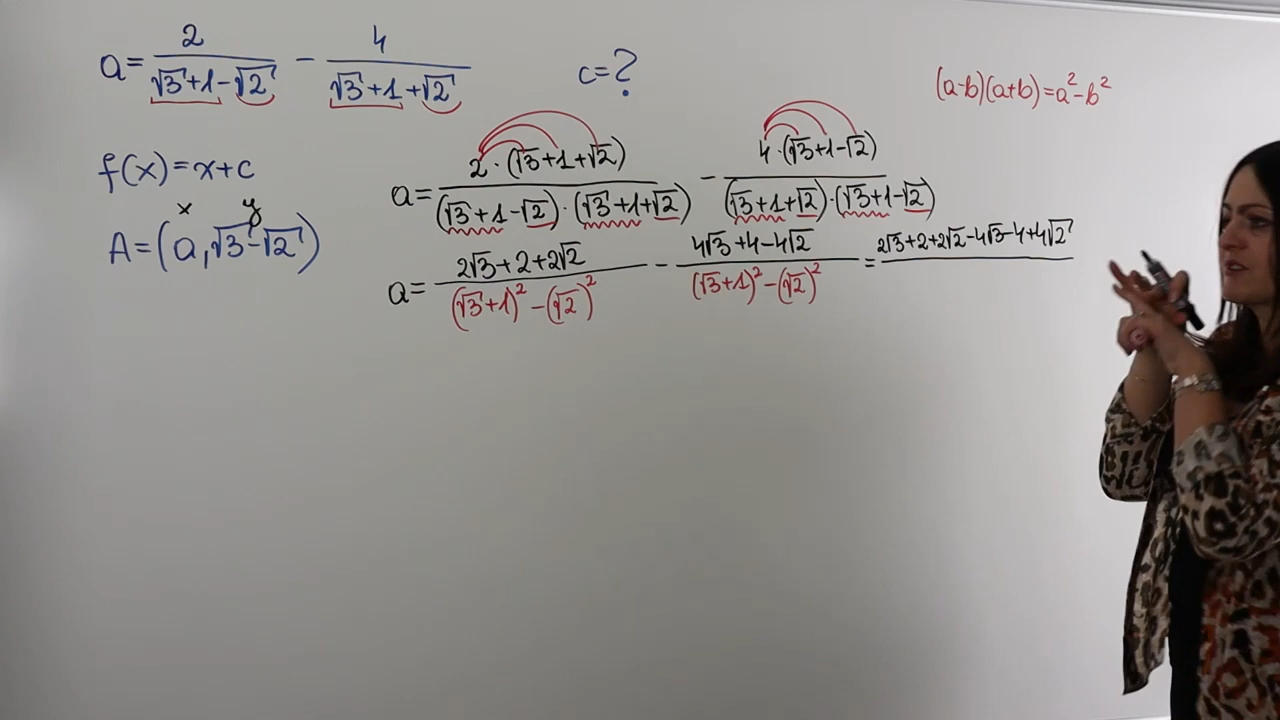 a = 2/(√3+1-√2) - 4/(√3+1+√2)
c=?
(a-b)(a+b)=a²-b²
f(x)=x+c
x y
A=(a,√3-√2)
a= 2·(√3+1+√2)/((√3+1-√2)·(√3+1+√2)) - 4·(√3+1-√2)/((√3+1+√2)·(√3+1-√2))
a= (2√3+2+2√2)/((√3+1)²-(√2)²) - (4√3+4-4√2)/((√3+1)²-(√2)²) = 2√3+2+2√2-4√3-4+4√2